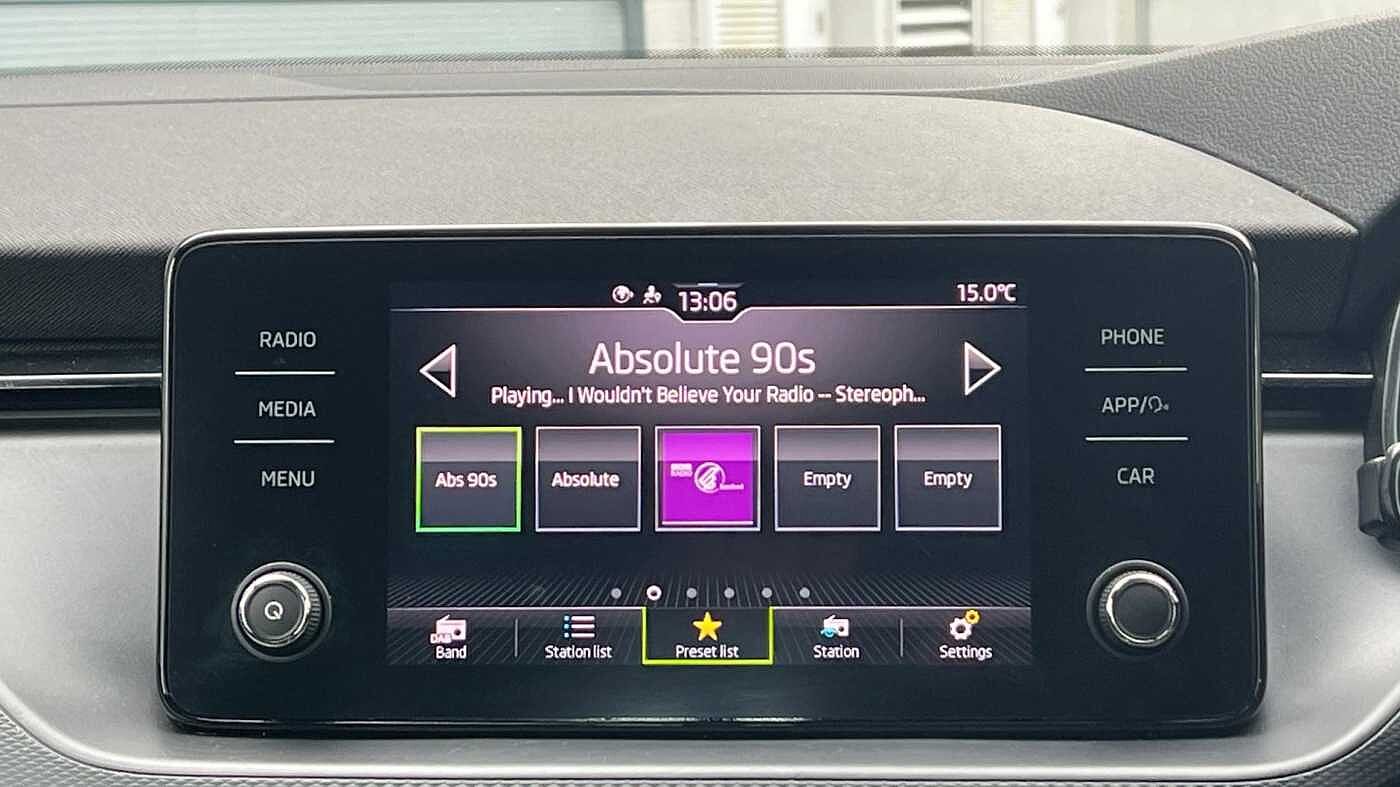 13:06 15.0℃
RADIO
MEDIA
MENU
Absolute 90s
Playing... I Wouldn't Believe Your Radio -- Stereoph...
Abs 90s
Absolute
Empty
Empty
DAB
Band
Station list
Preset list
Station
Settings
PHONE
APP/
CAR